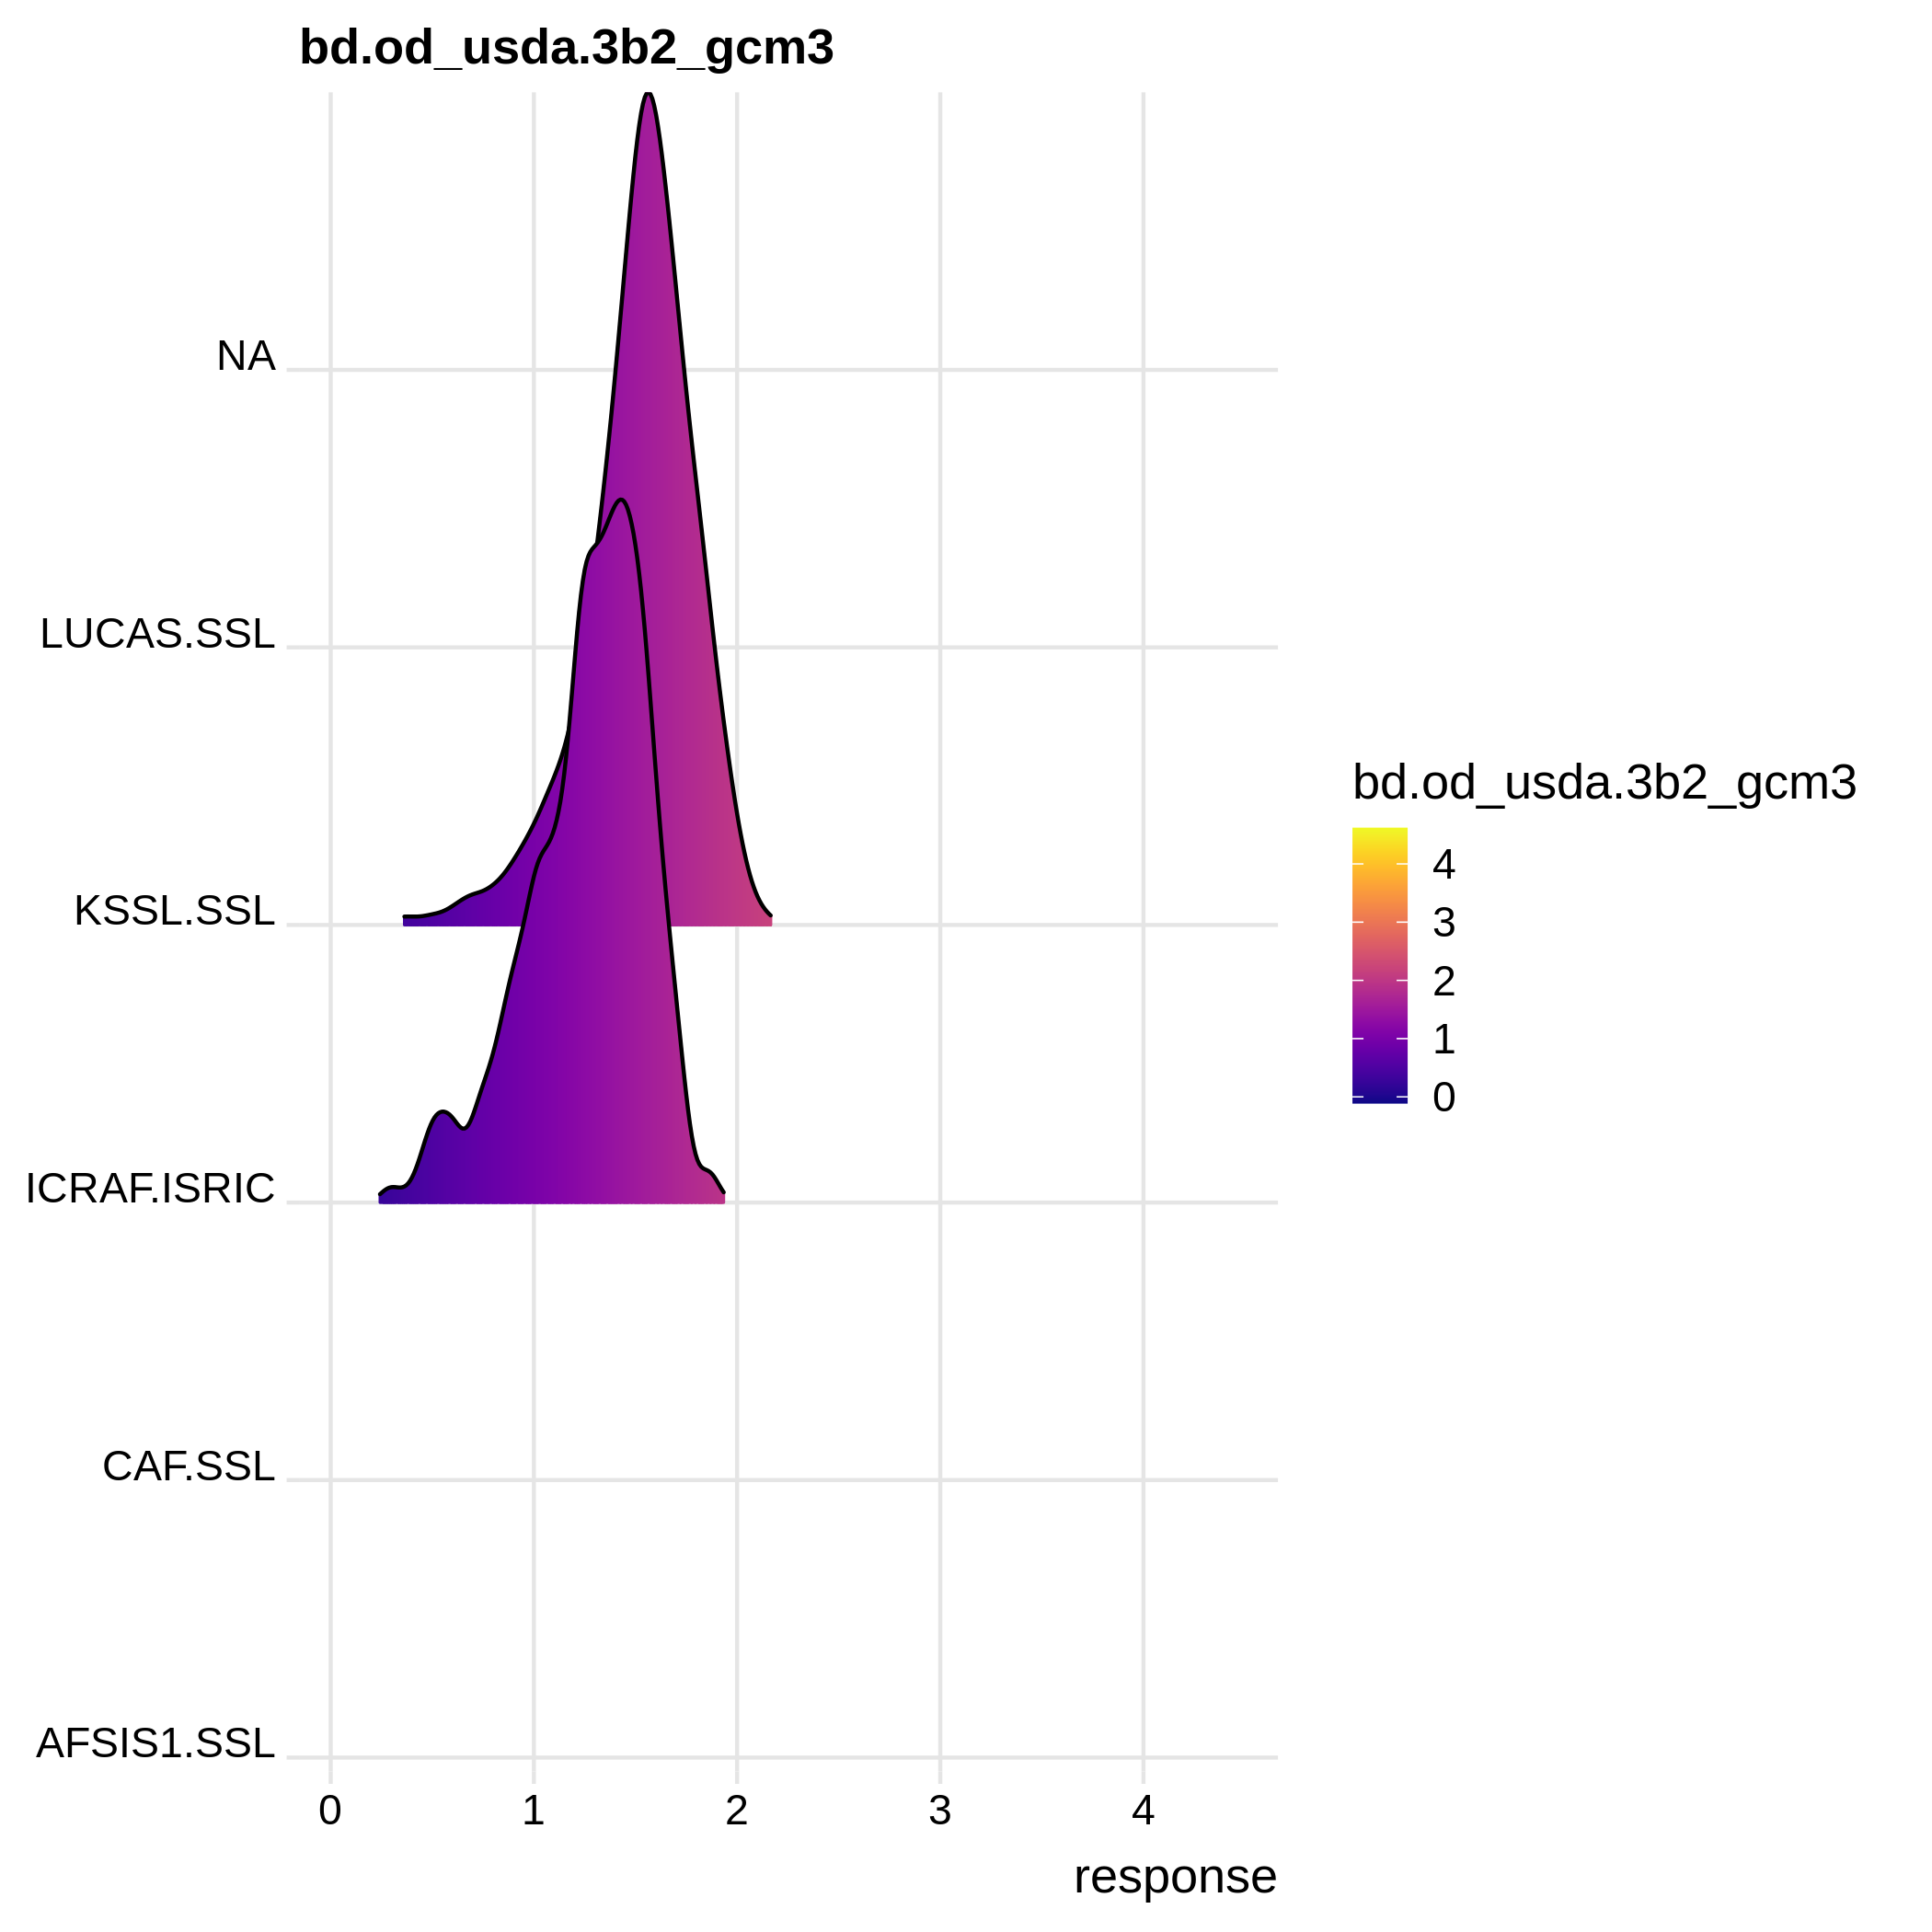 bd.od_usda.3b2_gcm3
NA
LUCAS.SSL
KSSL.SSL
ICRAF.ISRIC
CAF.SSL
AFSIS1.SSL
0 1 2 3 4
response
bd.od_usda.3b2_gcm3
4
3
2
1
0